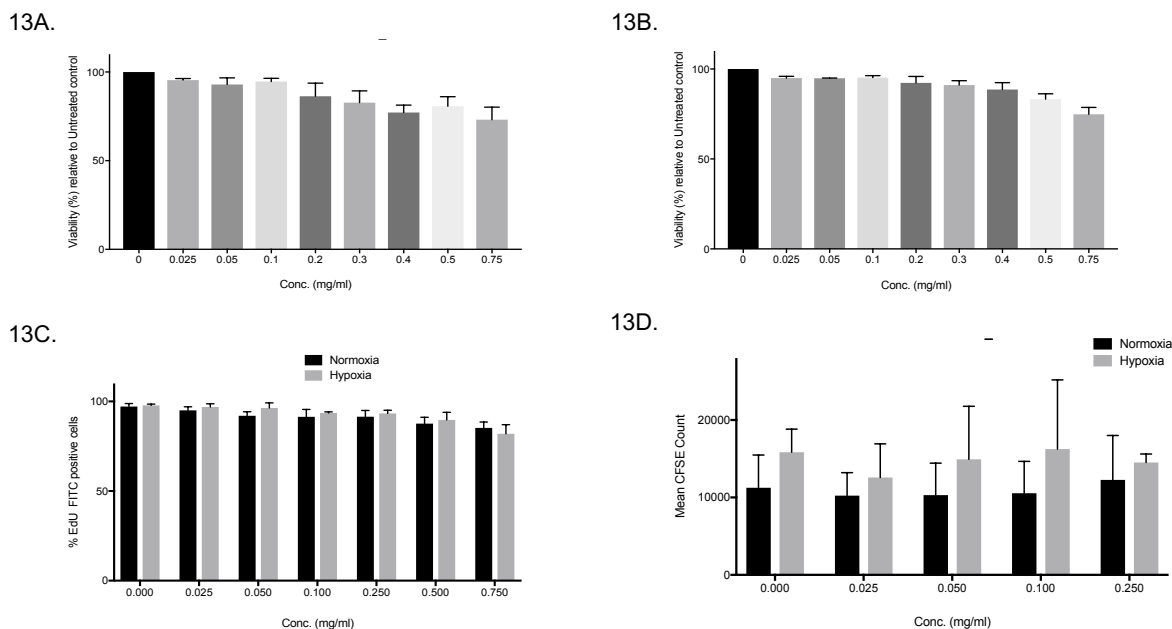 13A.
Viability (%) relative to Untreated control
100
50
0
0 0.025 0.05 0.1 0.2 0.3 0.4 0.5 0.75
Conc. (mg/ml)
13B.
Viability (%) relative to Untreated control
100
50
0
0 0.025 0.05 0.1 0.2 0.3 0.4 0.5 0.75
Conc. (mg/ml)
13C.
Normoxia
Hypoxia
% EdU FITC positive cells
100
50
0
0.000 0.025 0.050 0.100 0.250 0.500 0.750
Conc. (mg/ml)
13D.
Normoxia
Hypoxia
Mean CFSE Count
20000
10000
0
0.000 0.025 0.050 0.100 0.250
Conc. (mg/ml)